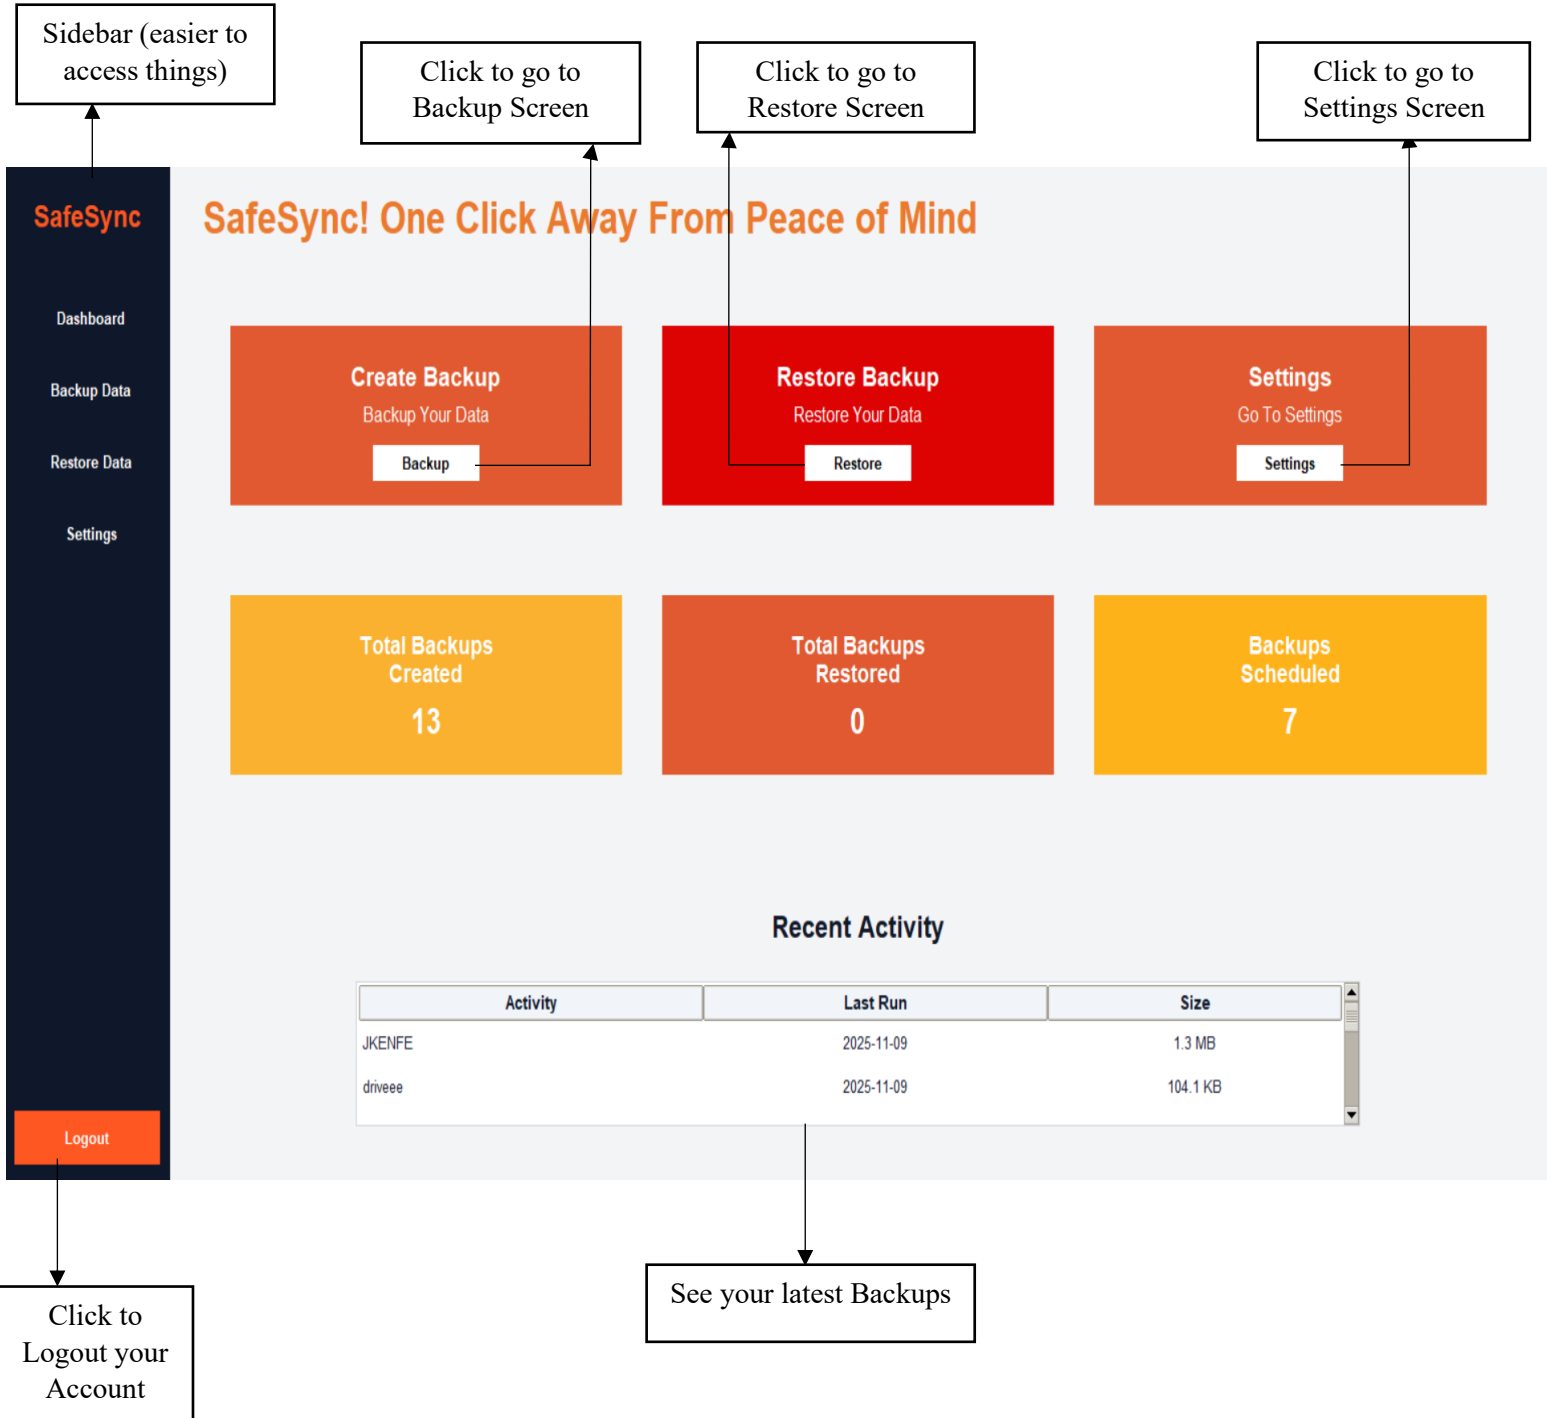 Sidebar (easier to
access things)
Click to go to
Backup Screen
Click to go to
Restore Screen
Click to go to
Settings Screen
SafeSync
SafeSync! One Click Away From Peace of Mind
Dashboard
Backup Data
Restore Data
Settings
Create Backup
Backup Your Data
Backup
Restore Backup
Restore Your Data
Restore
Settings
Go To Settings
Settings
Total Backups
Created
13
Total Backups
Restored
0
Backups
Scheduled
7
Recent Activity
Activity Last Run Size
JKENFE 2025-11-09 1.3 MB
driveee 2025-11-09 104.1 KB
Logout
Click to
Logout your
Account
See your latest Backups